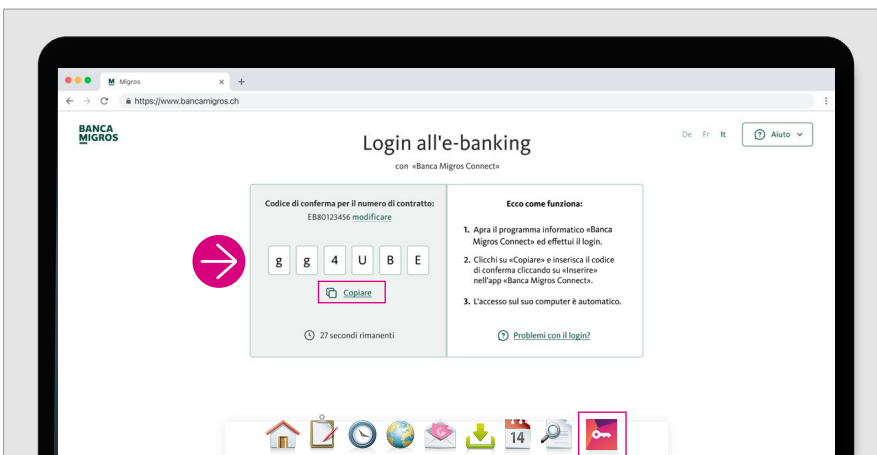 M Migros
https://www.bancamigros.ch
BANCA
MIGROS
Login all'e-banking
con «Banca Migros Connect»
De Fr It
Aiuto
Codice di conferma per il numero di contratto:
EB80123456 modificare
g g 4 U B E
Copiare
27 secondi rimanenti
Ecco come funziona:
1. Apra il programma informatico «Banca
Migros Connect» ed effettui il login.
2. Clicchi su «Copiare» e inserisca il codice
di conferma cliccando su «Inserire»
nell'app «Banca Migros Connect».
3. L'accesso sul suo computer è automatico.
Problemi con il login?
14